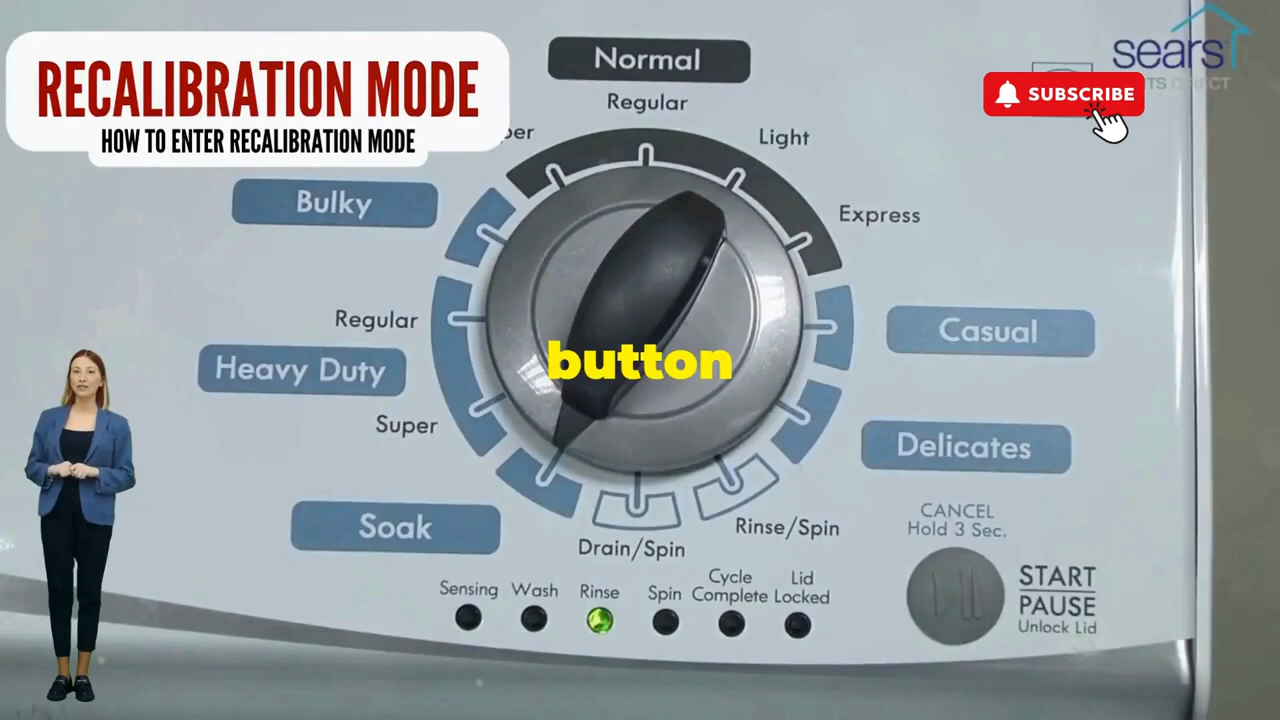 RECALIBRATION MODE
HOW TO ENTER RECALIBRATION MODE
sears
SUBSCRIBE
Normal
Regular
Light
Express
Bulky
Regular
Heavy Duty
Super
Casual
Delicates
Soak
Drain/Spin
Rinse/Spin
button
CANCEL
Hold 3 Sec.
Sensing
Wash
Rinse
Spin
Cycle
Complete
Lid
Locked
START
PAUSE
Unlock Lid